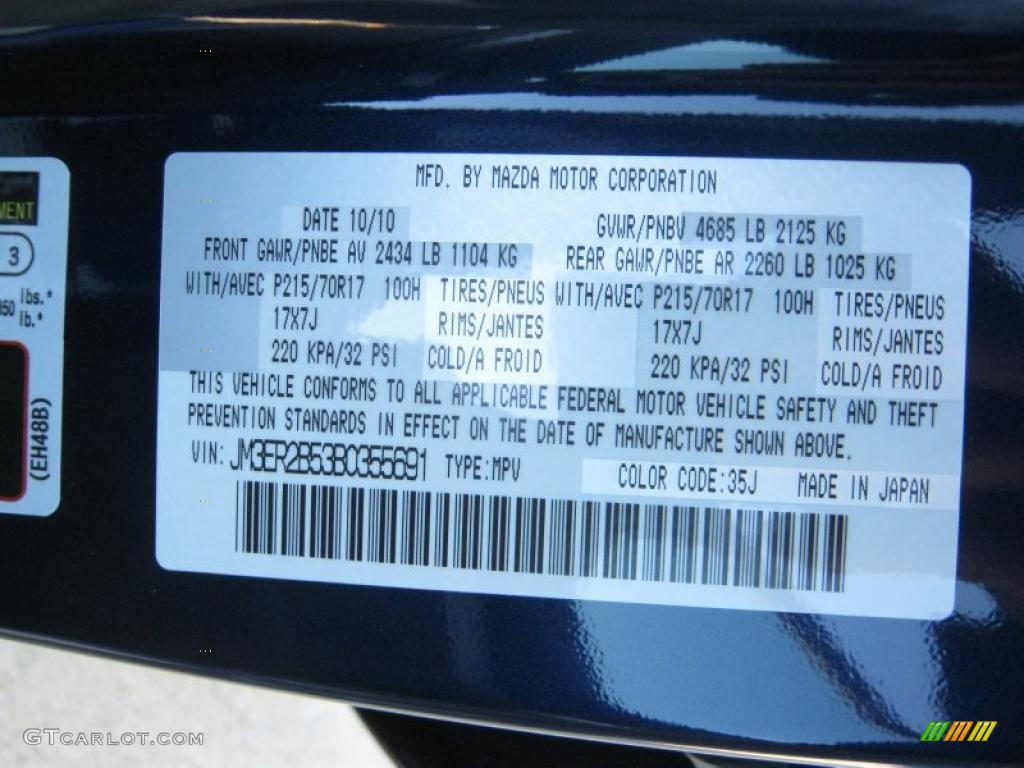 MENT
3
lbs.*
lb.*
(EH48B)
MFD. BY MAZDA MOTOR CORPORATION
DATE 10/10 GVWR/PNBV 4685 LB 2125 KG
FRONT GAWR/PNBE AV 2434 LB 1104 KG REAR GAWR/PNBE AR 2260 LB 1025 KG
WITH/AVEC P215/70R17 100H TIRES/PNEUS WITH/AVEC P215/70R17 100H TIRES/PNEUS
17X7J RIMS/JANTES 17X7J RIMS/JANTES
220 KPA/32 PSI COLD/A FROID 220 KPA/32 PSI COLD/A FROID
THIS VEHICLE CONFORMS TO ALL APPLICABLE FEDERAL MOTOR VEHICLE SAFETY AND THEFT
PREVENTION STANDARDS IN EFFECT ON THE DATE OF MANUFACTURE SHOWN ABOVE.
VIN: JM3ER2B53B0355691 TYPE:MPV COLOR CODE:35J MADE IN JAPAN
GTCARLOT.COM